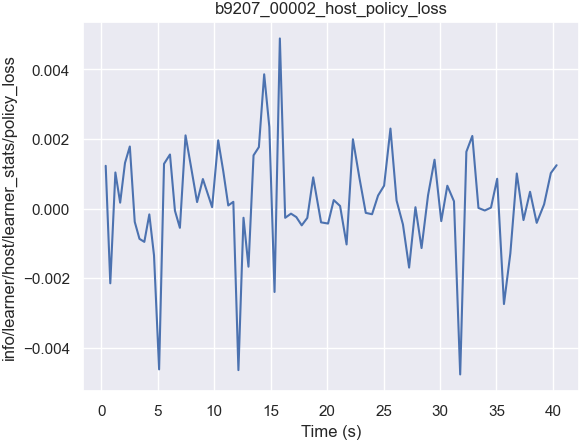 b9207_00002_host_policy_loss
info/learner/host/learner_stats/policy_loss
0.004
0.002
0.000
−0.002
−0.004
0 5 10 15 20 25 30 35 40
Time (s)